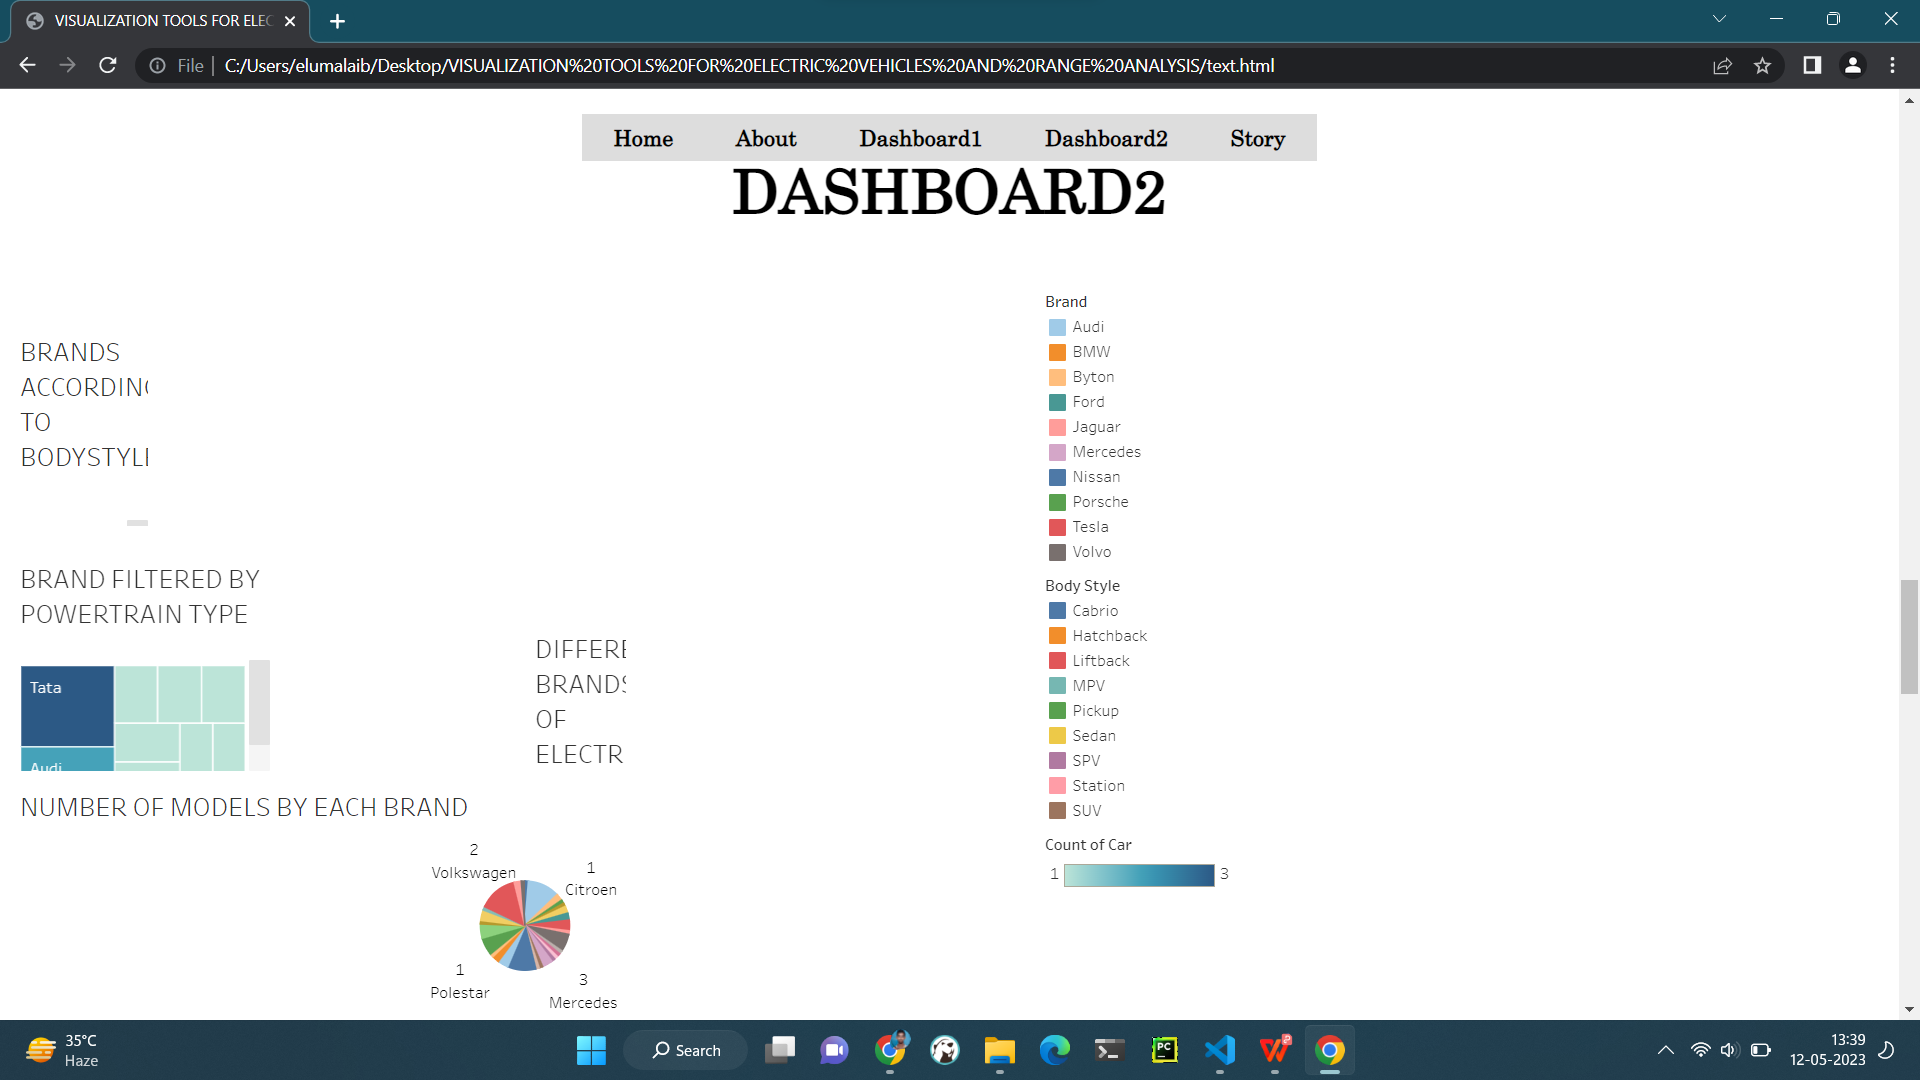 VISUALIZATION TOOLS FOR ELEC
File
C:/Users/elumalaib/Desktop/VISUALIZATION%20TOOLS%20FOR%20ELECTRIC%20VEHICLES%20AND%20RANGE%20ANALYSIS/text.html
Home About Dashboard1 Dashboard2 Story
DASHBOARD2
BRANDS
ACCORDING
TO
BODYSTYLE
BRAND FILTERED BY
POWERTRAIN TYPE
Tata
Audi
DIFFERE
BRANDS
OF
ELECTR
NUMBER OF MODELS BY EACH BRAND
2
Volkswagen
1
Citroen
1
Polestar
3
Mercedes
Brand
Audi
BMW
Byton
Ford
Jaguar
Mercedes
Nissan
Porsche
Tesla
Volvo
Body Style
Cabrio
Hatchback
Liftback
MPV
Pickup
Sedan
SPV
Station
SUV
Count of Car
1 3
35°C
Haze
Search
PC
13:39
12-05-2023